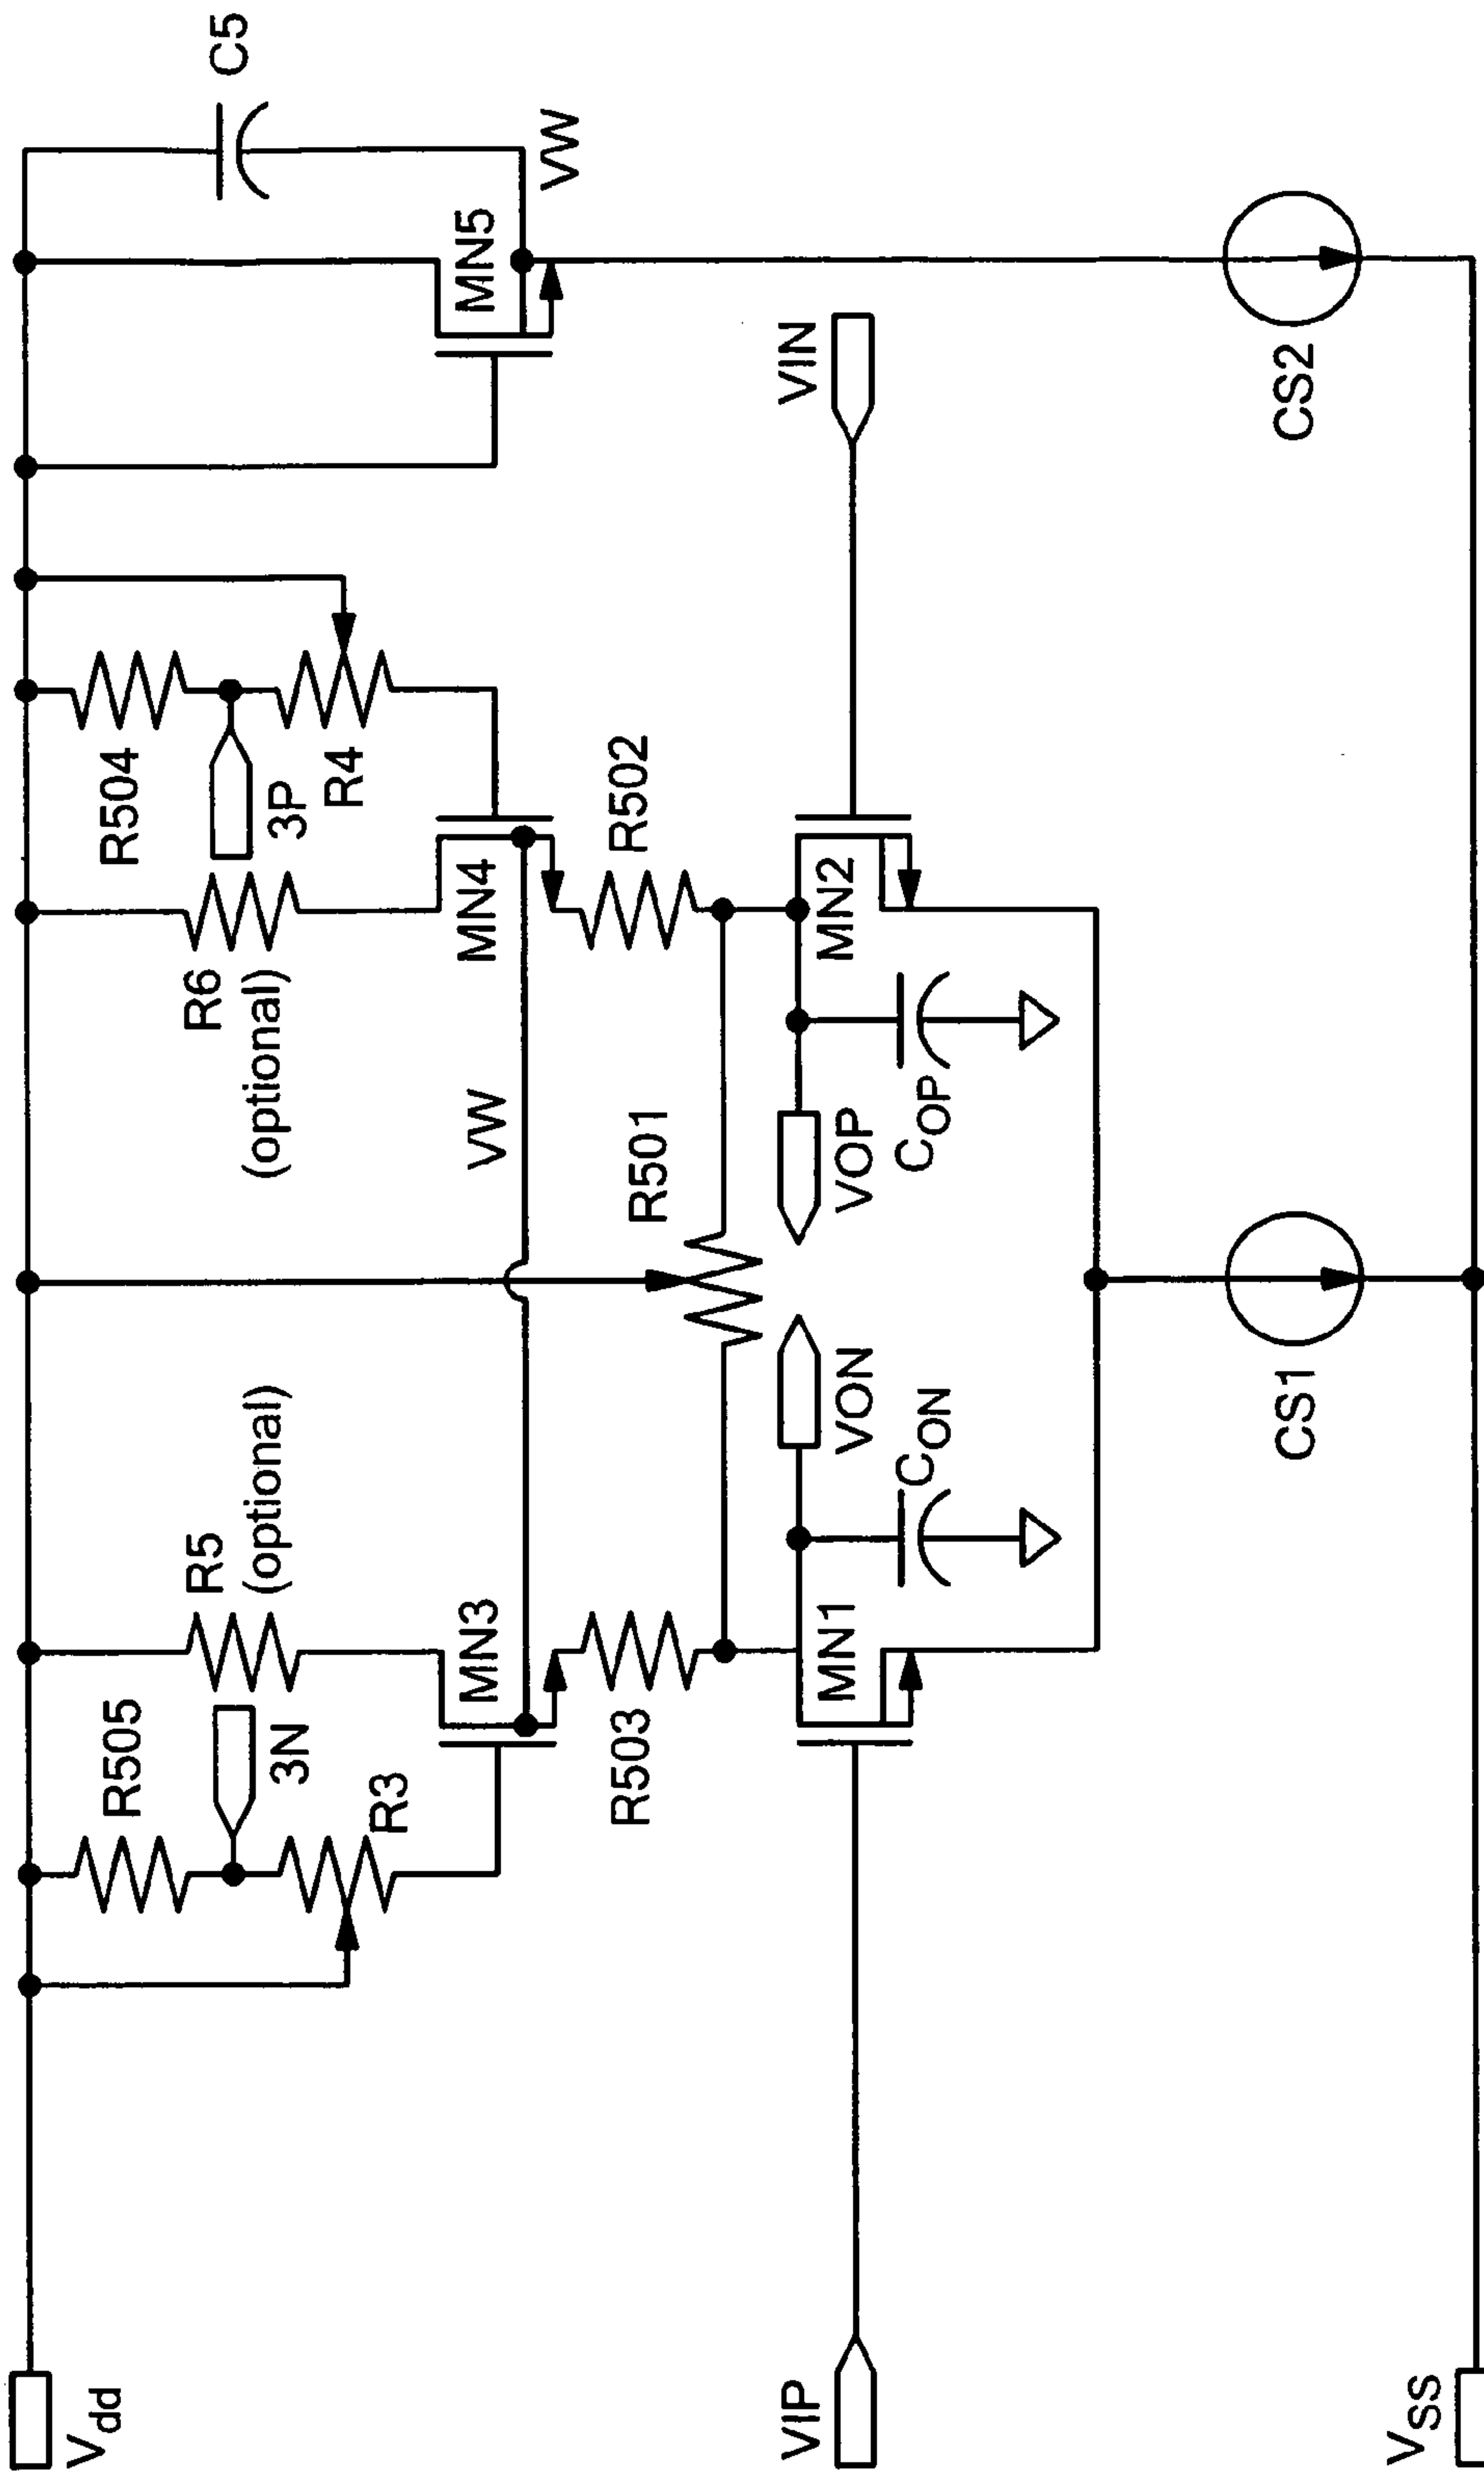 Vdd
R505
R5
(optional)
3N
R3
MN3
R503
R6
(optional)
R504
3P
R4
MN4
VW
R501
R502
MN5
C5
VW
VIP
MN1
VON
CON
VOP
COP
MN2
VIN
CS1
CS2
VSS